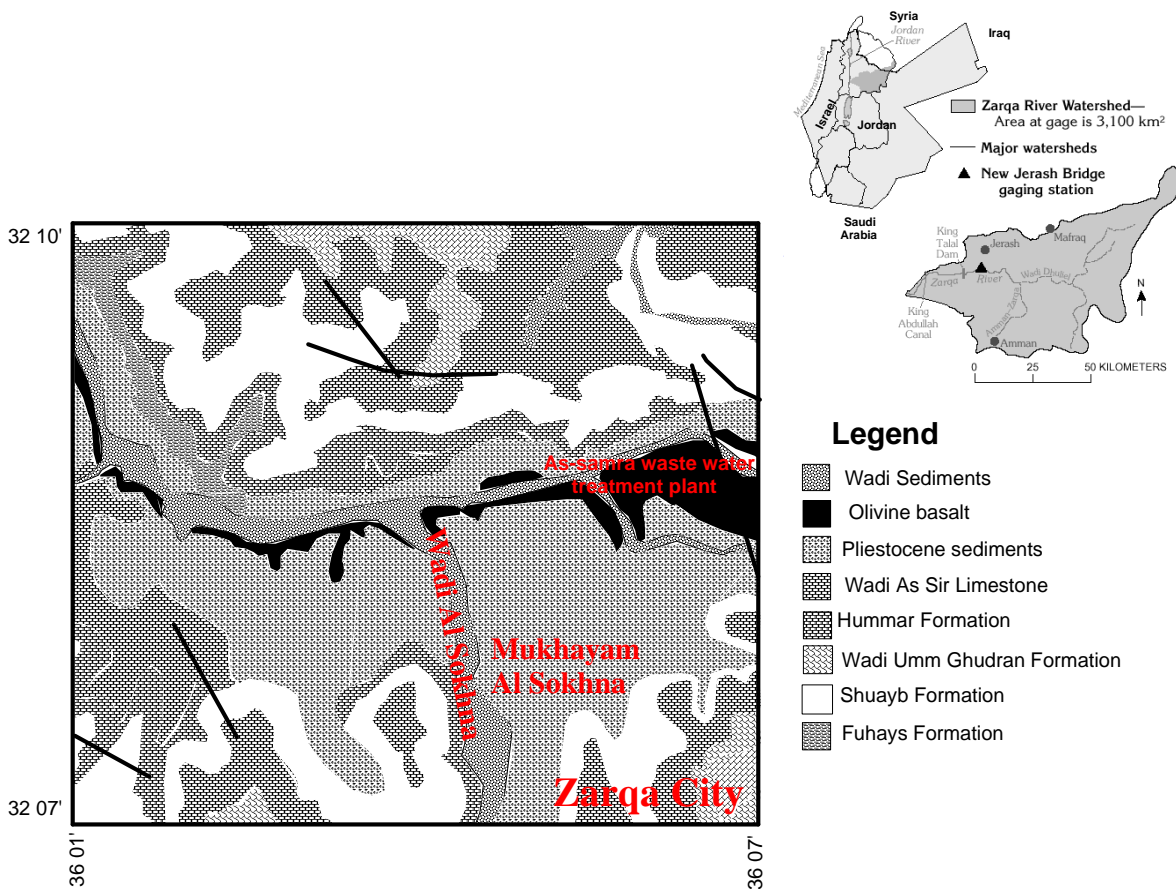 Syria
Jordan
River
Iraq
Mediterranean Sea
Israel
Jordan
Zarqa River Watershed—
Area at gage is 3,100 km²
Major watersheds
New Jerash Bridge
gaging station
Saudi
Arabia
King
Talal
Dam
Jerash
Mafraq
Zarqa
River
Wadi Dhuliel
King
Abdullah
Canal
Amman-Zarqa
Amman
N
0 25 50 KILOMETERS
32 10'
As-samra waste water
treatment plant
Wadi Al Sokhna
Mukhayam
Al Sokhna
Zarqa City
32 07'
36 01'
36 07'
Legend
Wadi Sediments
Olivine basalt
Pliestocene sediments
Wadi As Sir Limestone
Hummar Formation
Wadi Umm Ghudran Formation
Shuayb Formation
Fuhays Formation